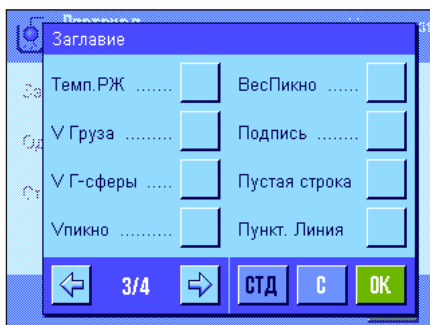 Протокол
Заглавие
Темп.РЖ .......
ВесПикно ......
V Груза .........
Подпись ........
V Г-сферы .....
Пустая строка
Vпикно ..........
Пункт. Линия
3/4
СТД
C
OK